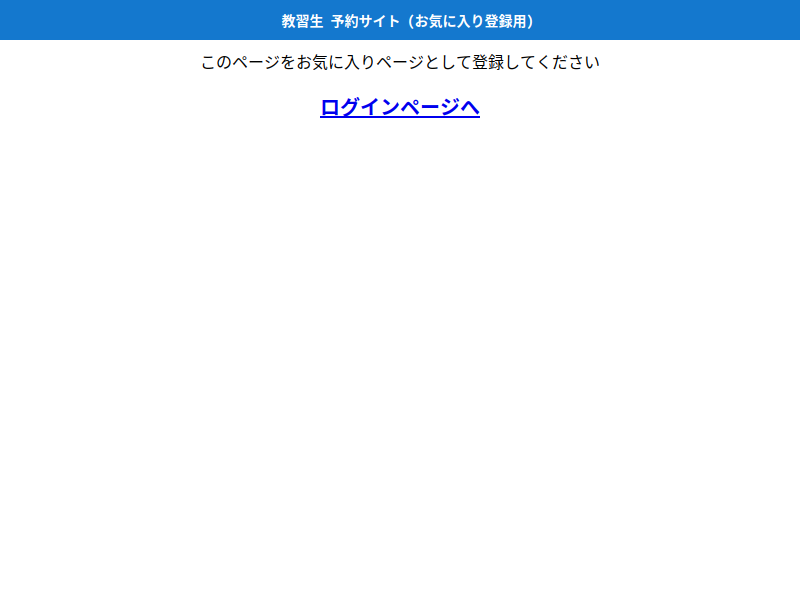 教習生 予約サイト (お気に入り登録用)
このページをお気に入りページとして登録してください
ログインページへ